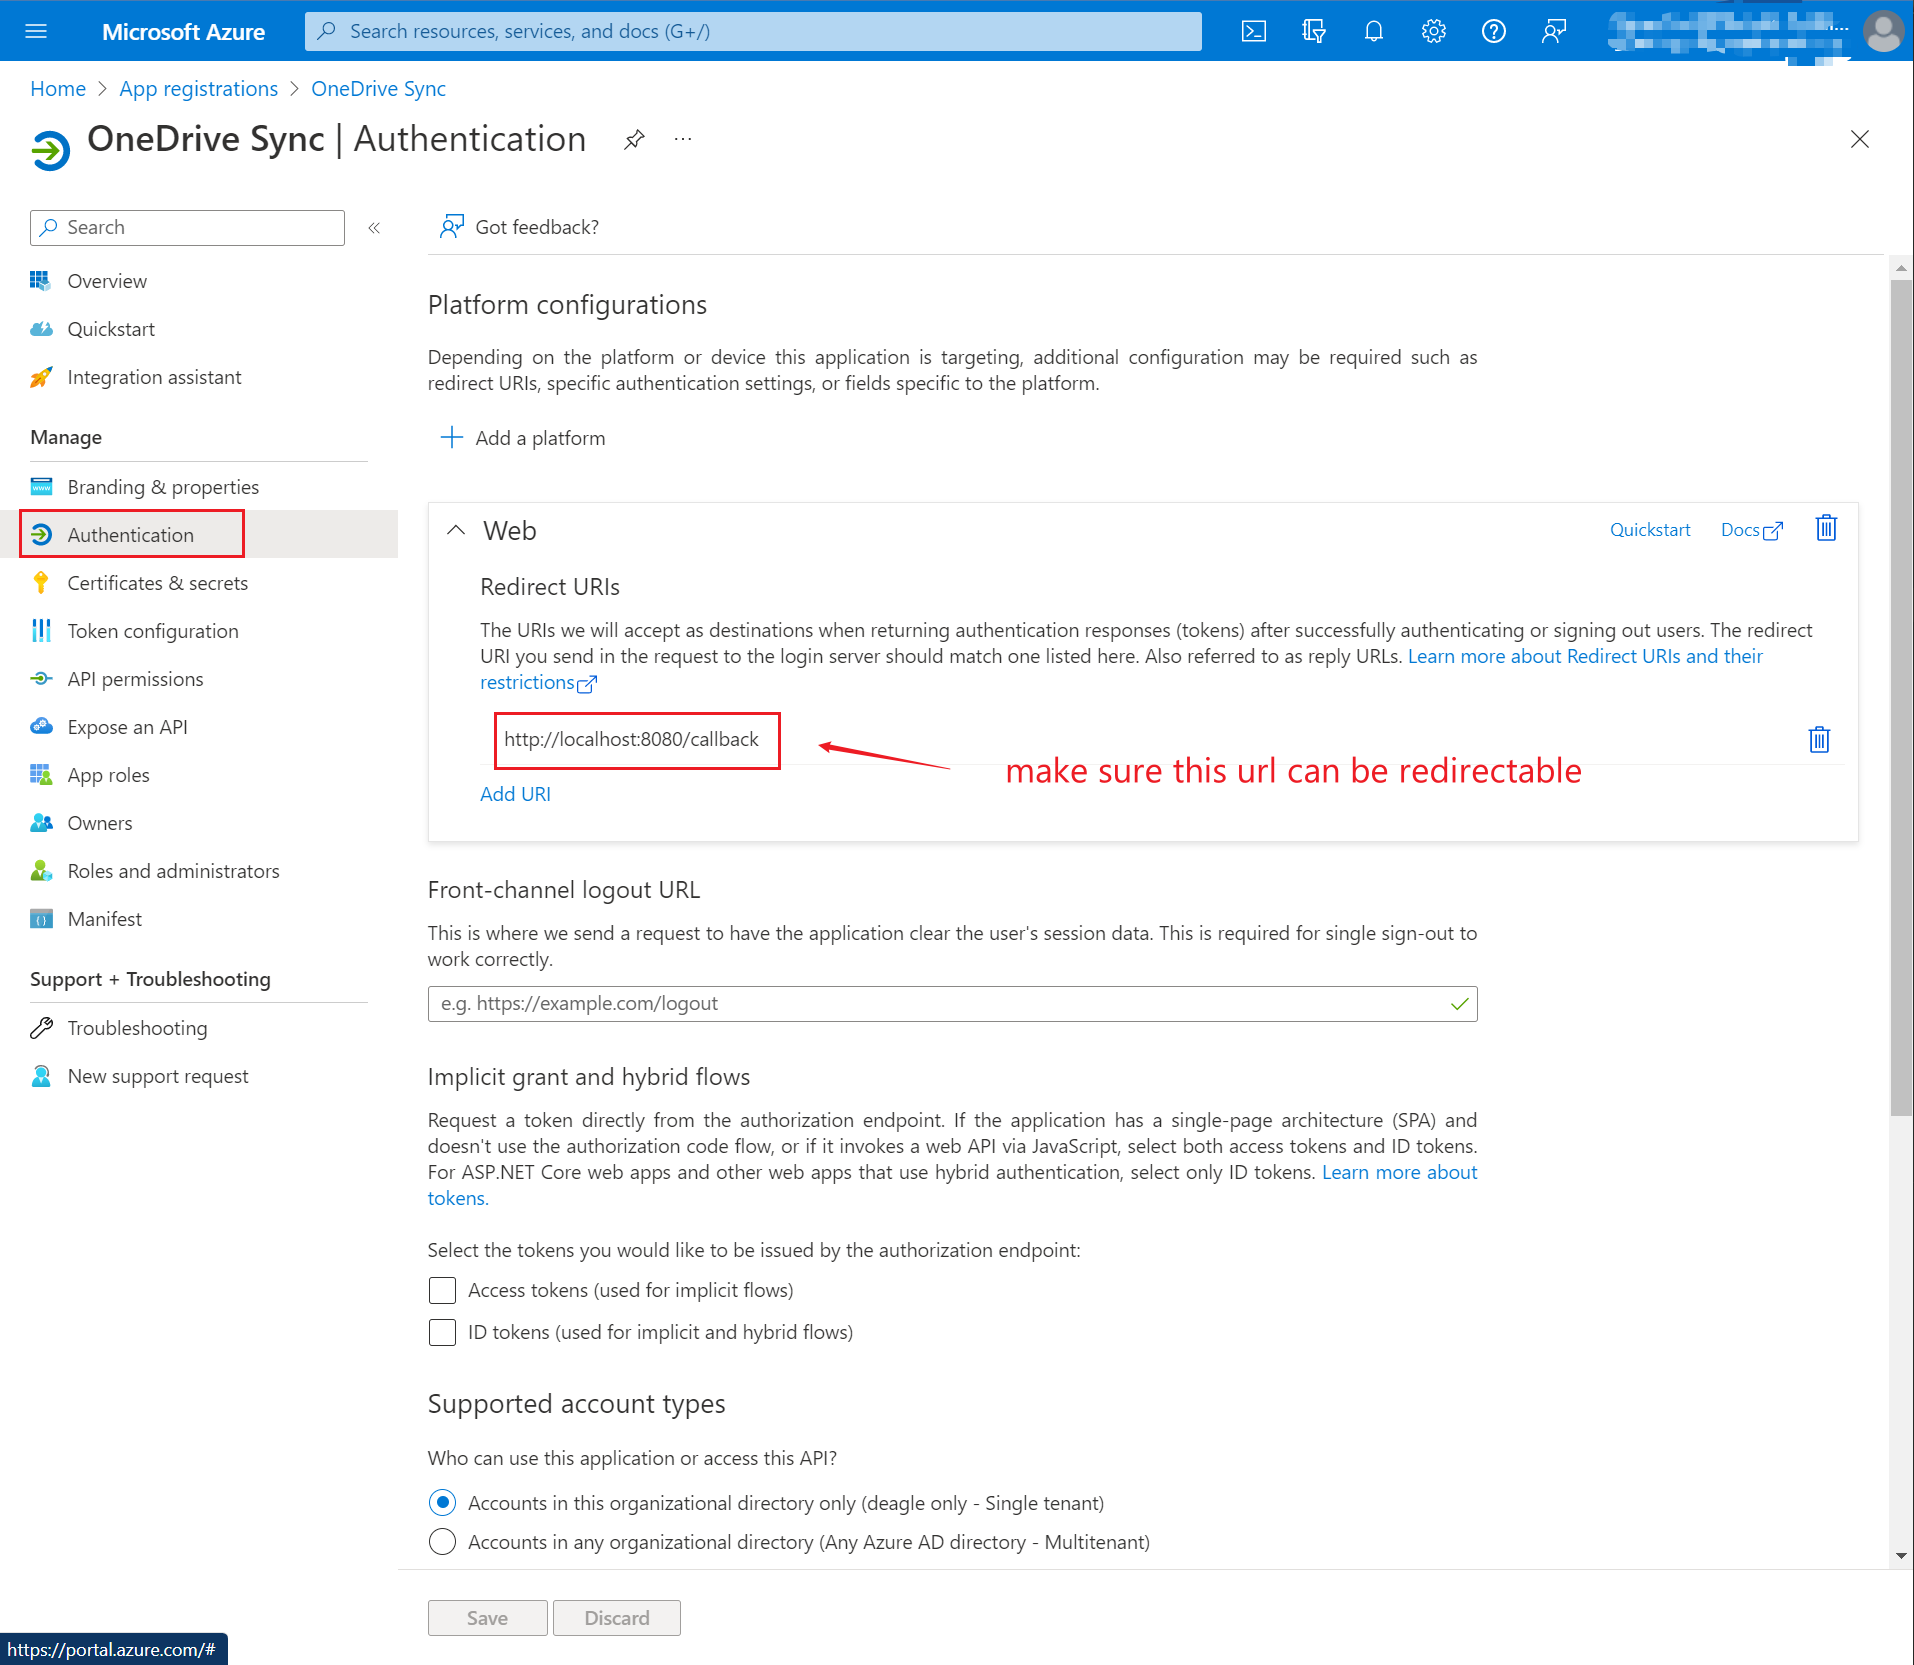 Microsoft Azure
Search resources, services, and docs (G+/)
Home > App registrations > OneDrive Sync
OneDrive Sync | Authentication
Search
«
Overview
Quickstart
Integration assistant
Manage
Branding & properties
Authentication
Certificates & secrets
Token configuration
API permissions
Expose an API
App roles
Owners
Roles and administrators
Manifest
Support + Troubleshooting
Troubleshooting
New support request
Got feedback?
Platform configurations
Depending on the platform or device this application is targeting, additional configuration may be required such as
redirect URIs, specific authentication settings, or fields specific to the platform.
Add a platform
Web
Quickstart
Docs
Redirect URIs
The URIs we will accept as destinations when returning authentication responses (tokens) after successfully authenticating or signing out users. The redirect
URI you send in the request to the login server should match one listed here. Also referred to as reply URLs. Learn more about Redirect URIs and their
restrictions
http://localhost:8080/callback
make sure this url can be redirectable
Add URI
Front-channel logout URL
This is where we send a request to have the application clear the user's session data. This is required for single sign-out to
work correctly.
e.g. https://example.com/logout
Implicit grant and hybrid flows
Request a token directly from the authorization endpoint. If the application has a single-page architecture (SPA) and
doesn't use the authorization code flow, or if it invokes a web API via JavaScript, select both access tokens and ID tokens.
For ASP.NET Core web apps and other web apps that use hybrid authentication, select only ID tokens. Learn more about
tokens.
Select the tokens you would like to be issued by the authorization endpoint:
Access tokens (used for implicit flows)
ID tokens (used for implicit and hybrid flows)
Supported account types
Who can use this application or access this API?
Accounts in this organizational directory only (deagle only - Single tenant)
Accounts in any organizational directory (Any Azure AD directory - Multitenant)
Save
Discard
https://portal.azure.com/#